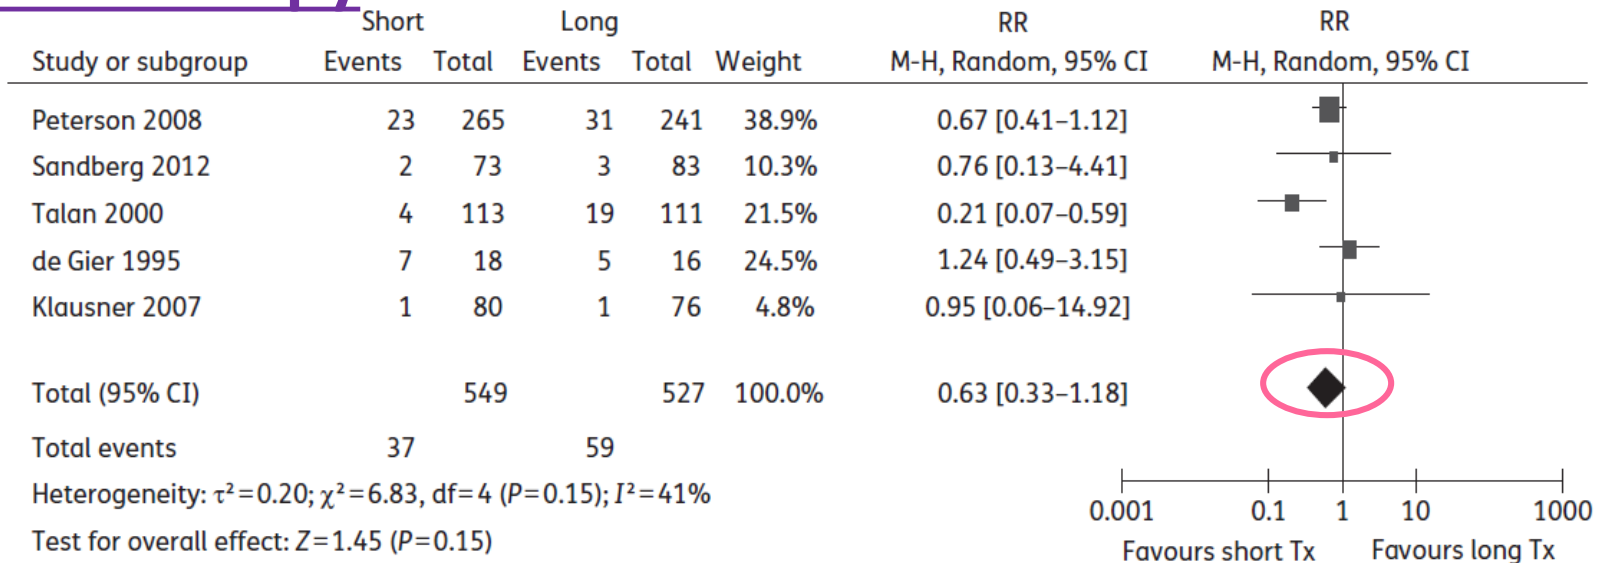 Short Long RR RR
Study or subgroup Events Total Events Total Weight M-H, Random, 95% CI M-H, Random, 95% CI
Peterson 2008 23 265 31 241 38.9% 0.67 [0.41–1.12]
Sandberg 2012 2 73 3 83 10.3% 0.76 [0.13–4.41]
Talan 2000 4 113 19 111 21.5% 0.21 [0.07–0.59]
de Gier 1995 7 18 5 16 24.5% 1.24 [0.49–3.15]
Klausner 2007 1 80 1 76 4.8% 0.95 [0.06–14.92]
Total (95% CI) 549 527 100.0% 0.63 [0.33–1.18]
Total events 37 59
Heterogeneity: τ²=0.20; χ²=6.83, df=4 (P=0.15); I²=41%
Test for overall effect: Z=1.45 (P=0.15)
0.001 0.1 1 10 1000
Favours short Tx Favours long Tx